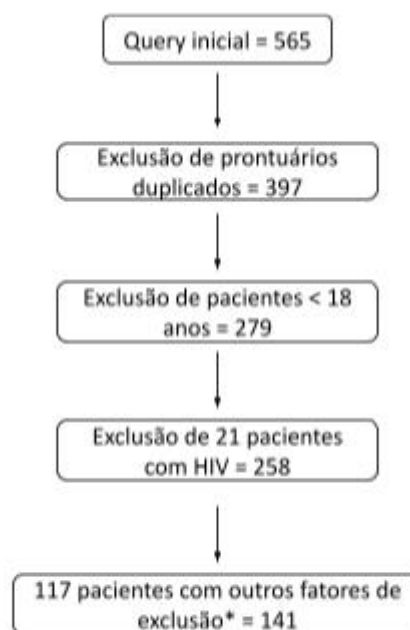 Query inicial = 565
Exclusão de prontuários
duplicados = 397
Exclusão de pacientes < 18
anos = 279
Exclusão de 21 pacientes
com HIV = 258
117 pacientes com outros fatores de
exclusão* = 141